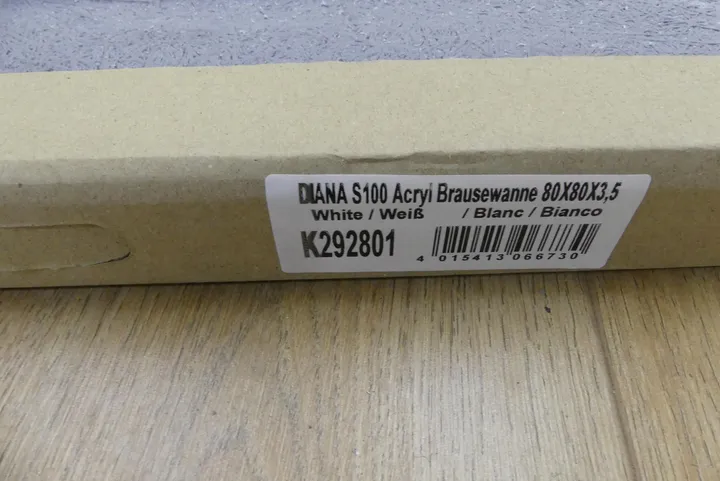 DIANA S100 Acryl Brausewanne 80X80X3,5
White / Weiß / Blanc / Bianco
K292801
4 015413 066730